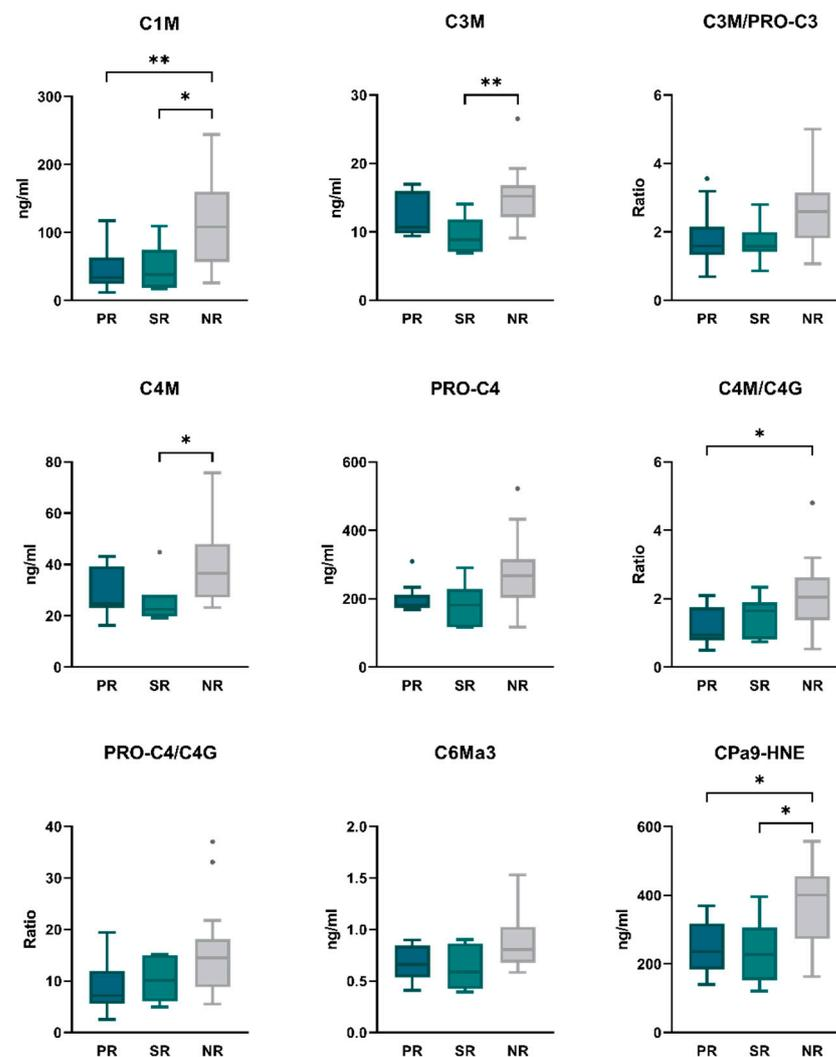 C1M
C3M
C3M/PRO-C3
**
*
**
300
200
100
0
ng/ml
PR SR NR
30
20
10
0
ng/ml
PR SR NR
6
4
2
0
Ratio
PR SR NR
C4M
PRO-C4
C4M/C4G
*
*
80
60
40
20
0
ng/ml
PR SR NR
600
400
200
0
ng/ml
PR SR NR
6
4
2
0
Ratio
PR SR NR
PRO-C4/C4G
C6Ma3
CPa9-HNE
*
*
40
30
20
10
0
Ratio
PR SR NR
2.0
1.5
1.0
0.5
0.0
ng/ml
PR SR NR
600
400
200
0
ng/ml
PR SR NR